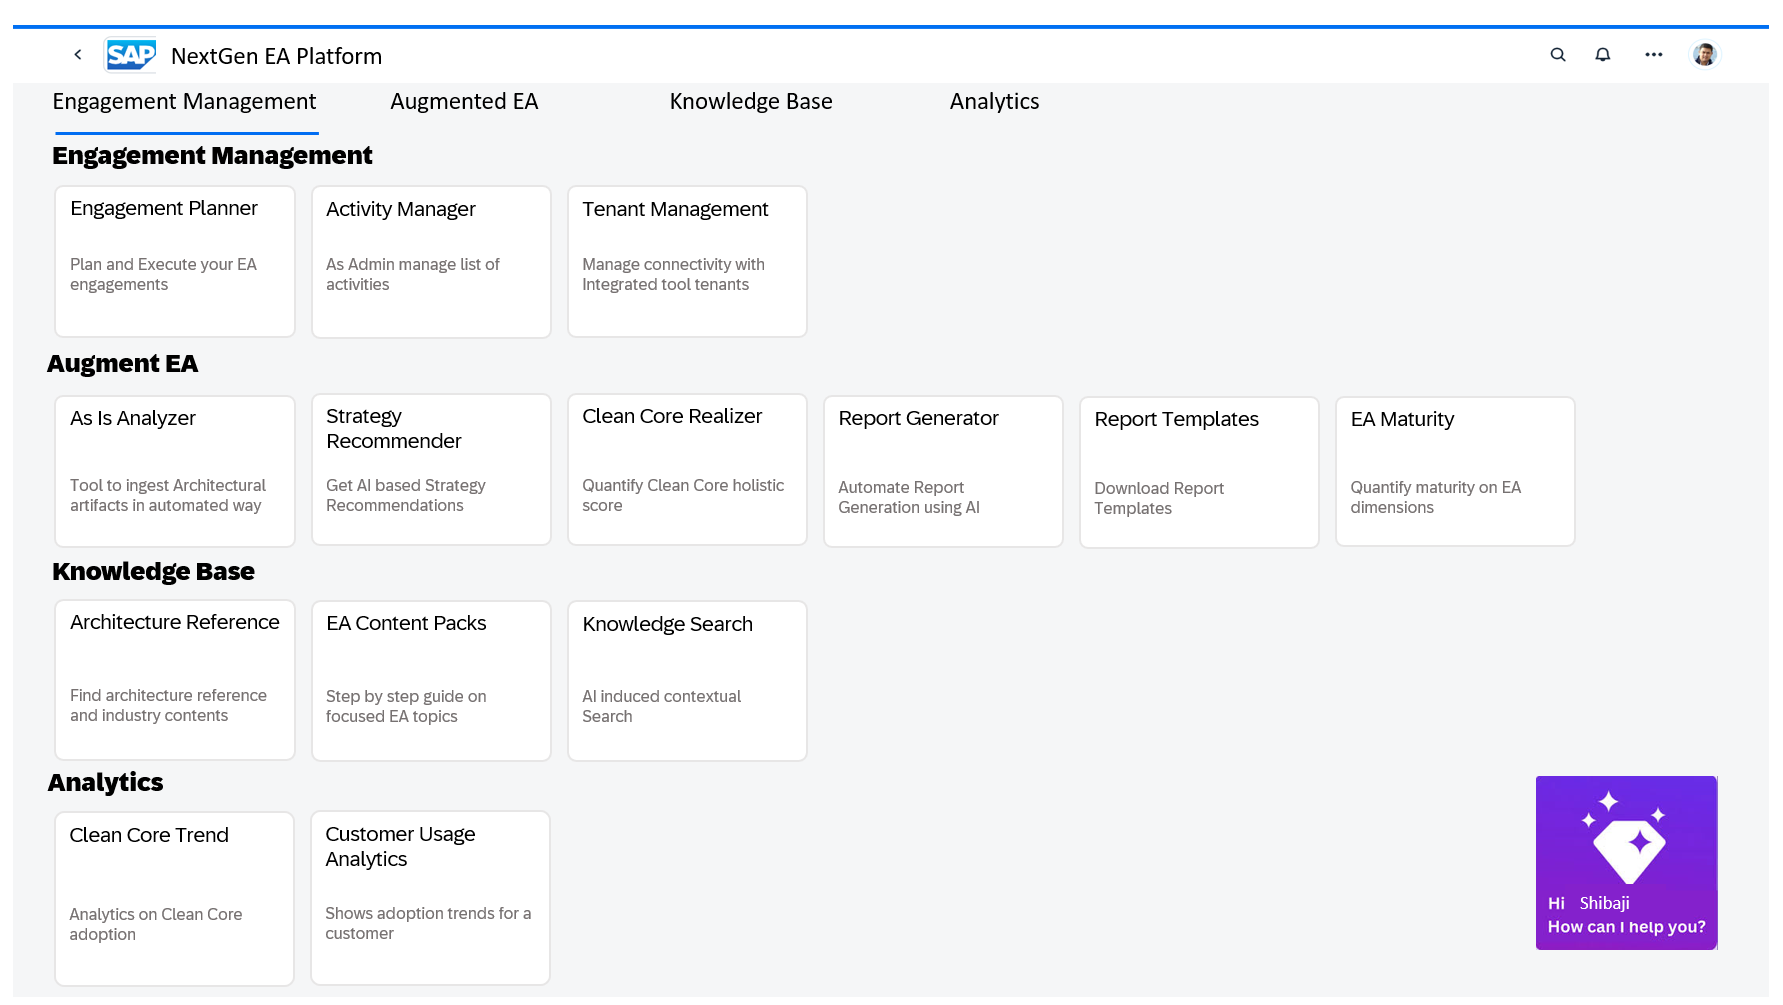 SAP NextGen EA Platform
Engagement Management Augmented EA Knowledge Base Analytics
Engagement Management
Engagement Planner
Plan and Execute your EA
engagements
Activity Manager
As Admin manage list of
activities
Tenant Management
Manage connectivity with
Integrated tool tenants
Augment EA
As Is Analyzer
Tool to ingest Architectural
artifacts in automated way
Strategy
Recommender
Get AI based Strategy
Recommendations
Clean Core Realizer
Quantify Clean Core holistic
score
Report Generator
Automate Report
Generation using AI
Report Templates
Download Report
Templates
EA Maturity
Quantify maturity on EA
dimensions
Knowledge Base
Architecture Reference
Find architecture reference
and industry contents
EA Content Packs
Step by step guide on
focused EA topics
Knowledge Search
AI induced contextual
Search
Analytics
Clean Core Trend
Analytics on Clean Core
adoption
Customer Usage
Analytics
Shows adoption trends for a
customer
Hi Shibaji
How can I help you?